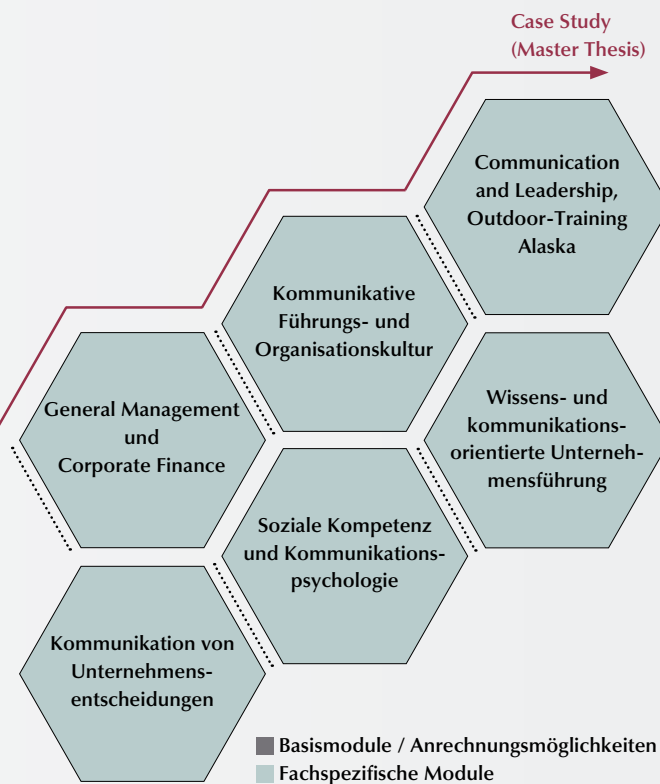 Case Study
(Master Thesis)
Communication
and Leadership,
Outdoor-Training
Alaska
Kommunikative
Führungs- und
Organisationskultur
Wissens- und
kommunikations-
orientierte Unterneh-
mensführung
General Management
und
Corporate Finance
Soziale Kompetenz
und Kommunikations-
psychologie
Kommunikation von
Unternehmens-
entscheidungen
Basismodule / Anrechnungsmöglichkeiten
Fachspezifische Module